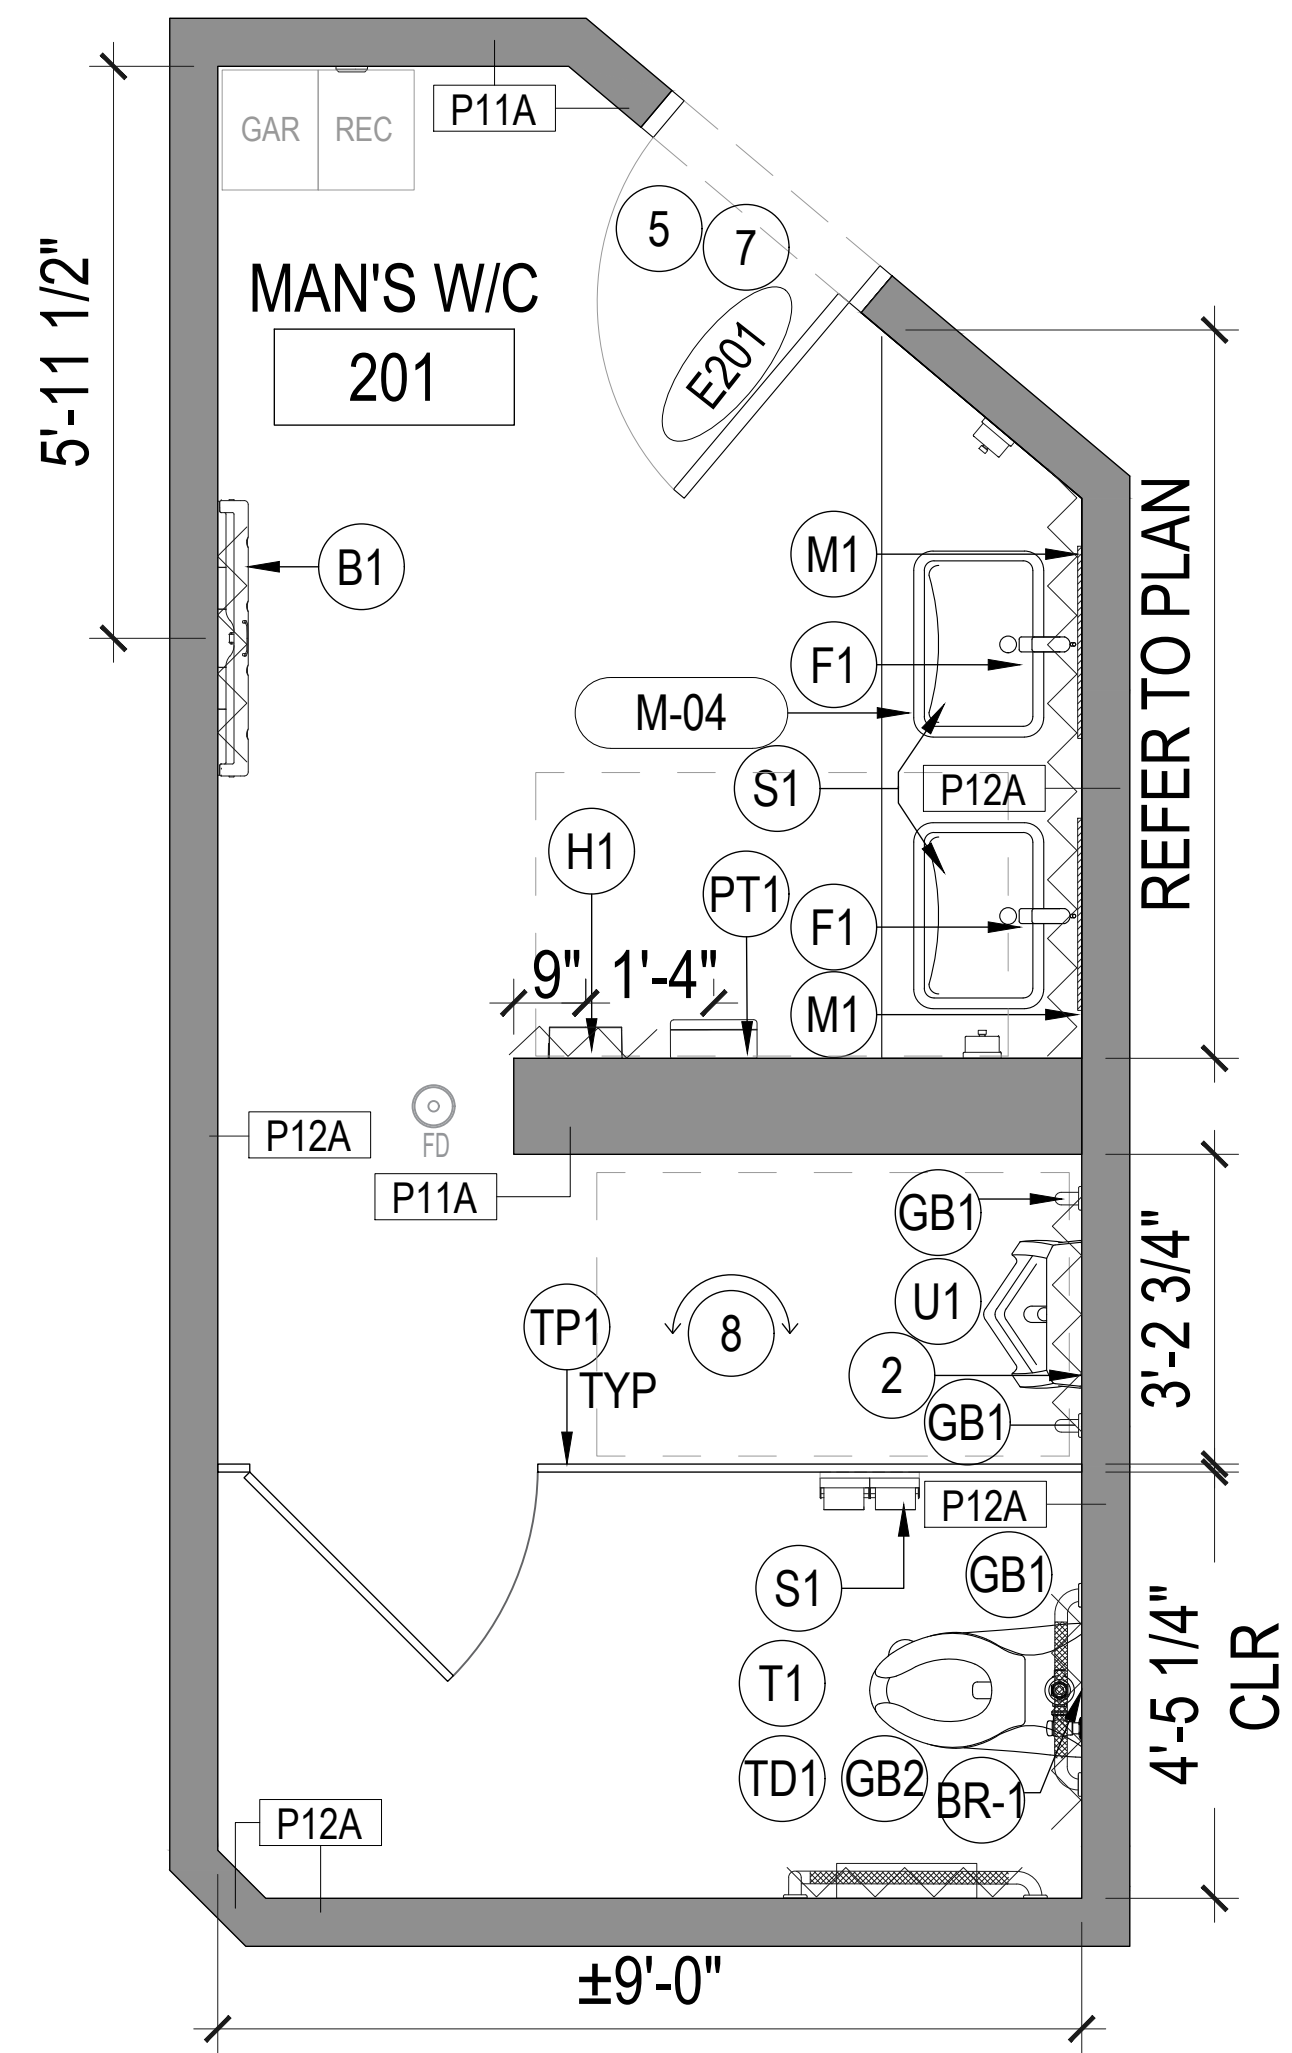 P11A
GAR REC
5 7
MAN'S W/C
201
E201
5'-11 1/2"
B1
M1
F1
M-04
S1
P12A
REFER TO PLAN
H1
PT1
F1
9" 1'-4"
M1
P12A
FD
P11A
GB1
U1
TP1
8
2
TYP
GB1
3'-2 3/4"
P12A
S1
GB1
T1
TD1
GB2
BR-1
4'-5 1/4"
CLR
P12A
±9'-0"